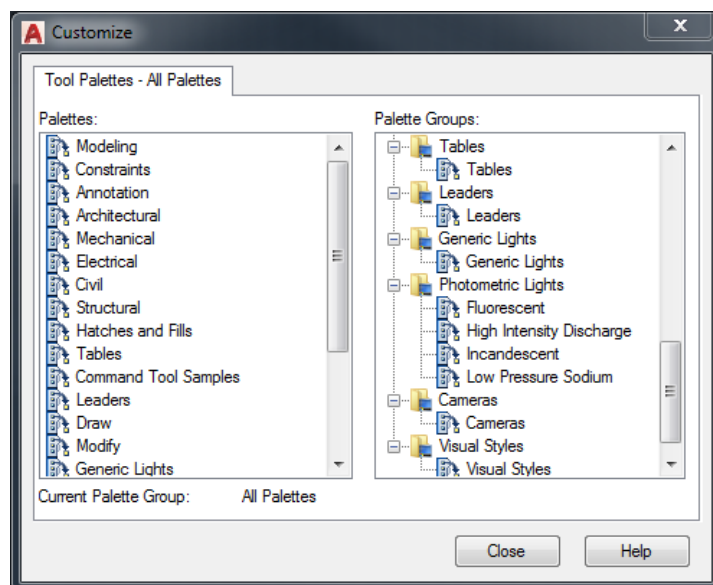 Customize
X
Tool Palettes - All Palettes
Palettes:
Modeling
Constraints
Annotation
Architectural
Mechanical
Electrical
Civil
Structural
Hatches and Fills
Tables
Command Tool Samples
Leaders
Draw
Modify
Generic Lights
Palette Groups:
Tables
Tables
Leaders
Leaders
Generic Lights
Generic Lights
Photometric Lights
Fluorescent
High Intensity Discharge
Incandescent
Low Pressure Sodium
Cameras
Cameras
Visual Styles
Visual Styles
Current Palette Group: All Palettes
Close
Help